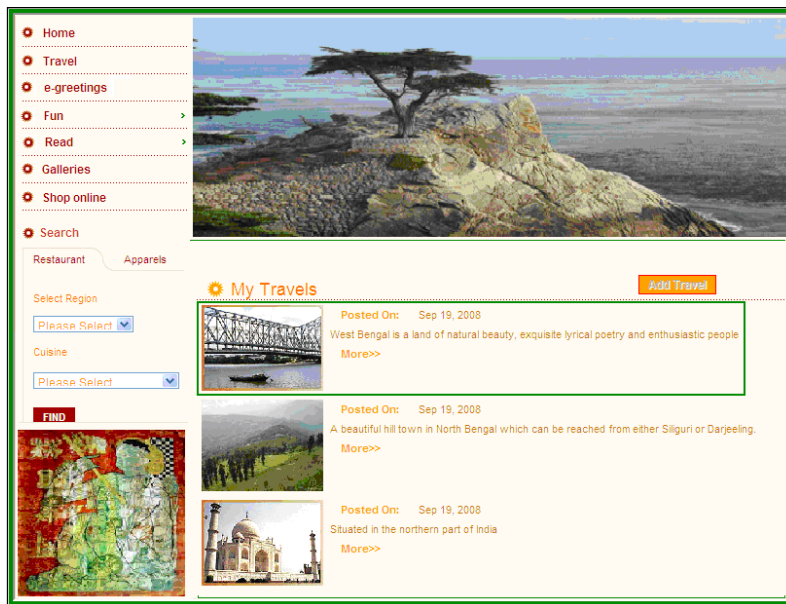 Home
Travel
e-greetings
Fun
Read
Galleries
Shop online
Search
Restaurant Apparels
Select Region
Please Select
Cuisine
Please Select
FIND
My Travels
Add Travel
Posted On: Sep 19, 2008
West Bengal is a land of natural beauty, exquisite lyrical poetry and enthusiastic people
More>>
Posted On: Sep 19, 2008
A beautiful hill town in North Bengal which can be reached from either Siliguri or Darjeeling.
More>>
Posted On: Sep 19, 2008
Situated in the northern part of India
More>>